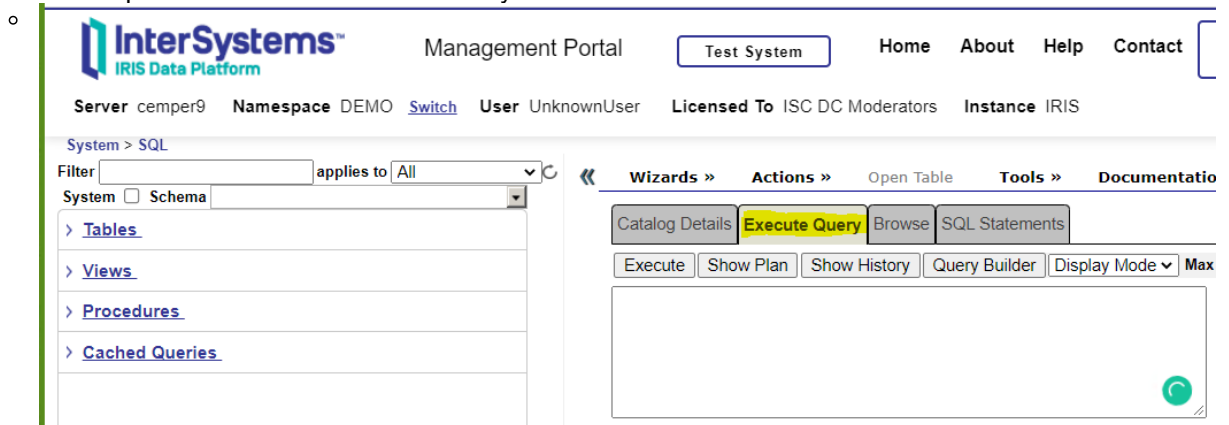 InterSystems™
IRIS Data Platform
Management Portal
Test System
Home About Help Contact
Server cemper9 Namespace DEMO Switch User UnknownUser Licensed To ISC DC Moderators Instance IRIS
System > SQL
Filter applies to All
System Schema
> Tables
> Views
> Procedures
> Cached Queries
« Wizards » Actions » Open Table Tools » Documentatio
Catalog Details Execute Query Browse SQL Statements
Execute Show Plan Show History Query Builder Display Mode Max